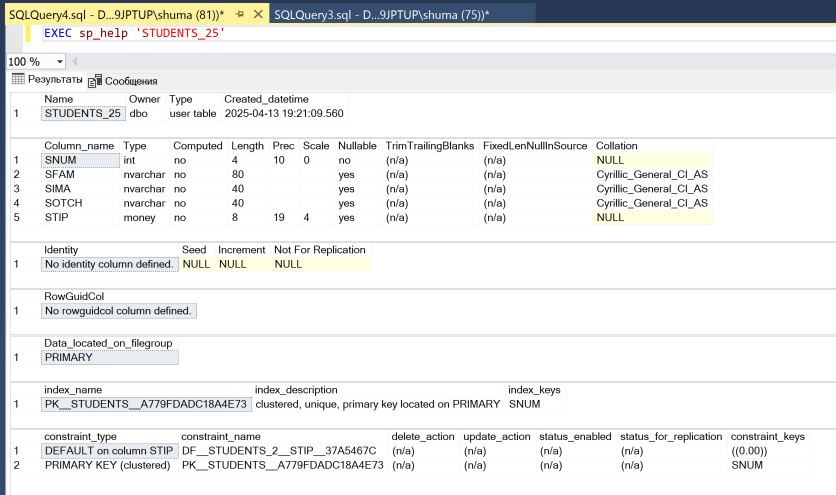 SQLQuery4.sql - D...9JPTUP\shuma (81))* SQLQuery3.sql - D...9JPTUP\shuma (75))*
EXEC sp_help 'STUDENTS_25'
100 %
Результаты Сообщения
Name Owner Type Created_datetime
1 STUDENTS_25 dbo user table 2025-04-13 19:21:09.560
Column_name Type Computed Length Prec Scale Nullable TrimTrailingBlanks FixedLenNullInSource Collation
1 SNUM int no 4 10 0 no (n/a) (n/a) NULL
2 SFAM nvarchar no 80 yes (n/a) (n/a) Cyrillic_General_CI_AS
3 SIMA nvarchar no 40 yes (n/a) (n/a) Cyrillic_General_CI_AS
4 SOTCH nvarchar no 40 yes (n/a) (n/a) Cyrillic_General_CI_AS
5 STIP money no 8 19 4 yes (n/a) (n/a) NULL
Identity Seed Increment Not For Replication
1 No identity column defined. NULL NULL NULL
RowGuidCol
1 No rowguidcol column defined.
Data_located_on_filegroup
1 PRIMARY
index_name index_description index_keys
1 PK__STUDENTS__A779FDADC18A4E73 clustered, unique, primary key located on PRIMARY SNUM
constraint_type constraint_name delete_action update_action status_enabled status_for_replication constraint_keys
1 DEFAULT on column STIP DF__STUDENTS_2__STIP__37A5467C (n/a) (n/a) (n/a) (n/a) ((0.00))
2 PRIMARY KEY (clustered) PK__STUDENTS__A779FDADC18A4E73 (n/a) (n/a) (n/a) (n/a) SNUM